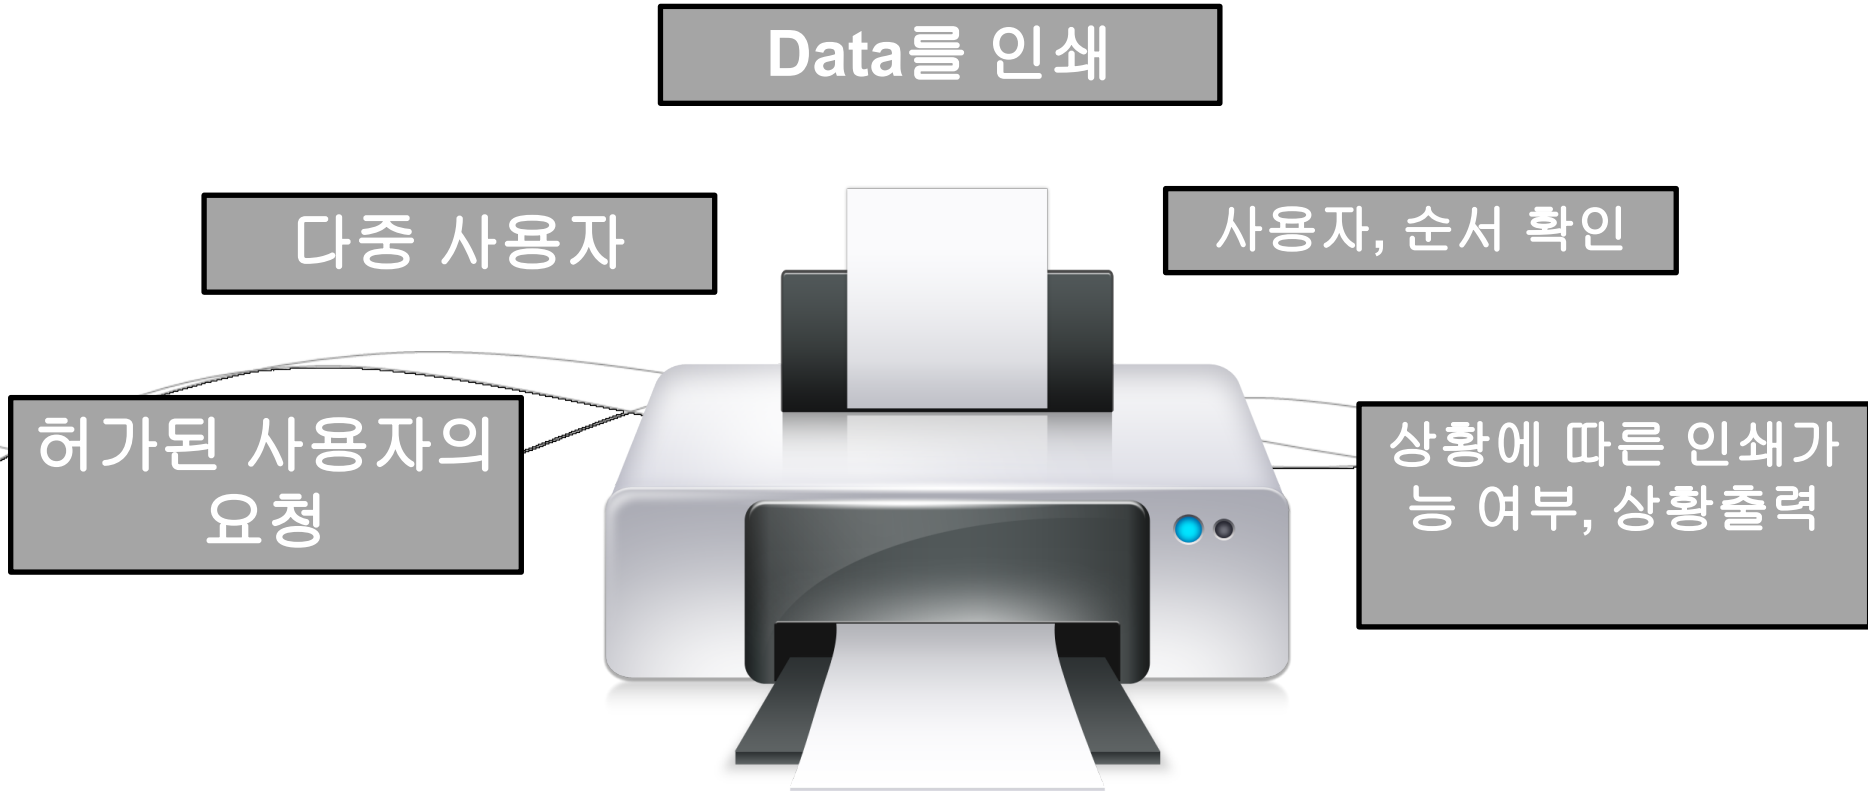 Data를 인쇄
다중 사용자
사용자, 순서 확인
허가된 사용자의
요청
상황에 따른 인쇄가
능 여부, 상황출력